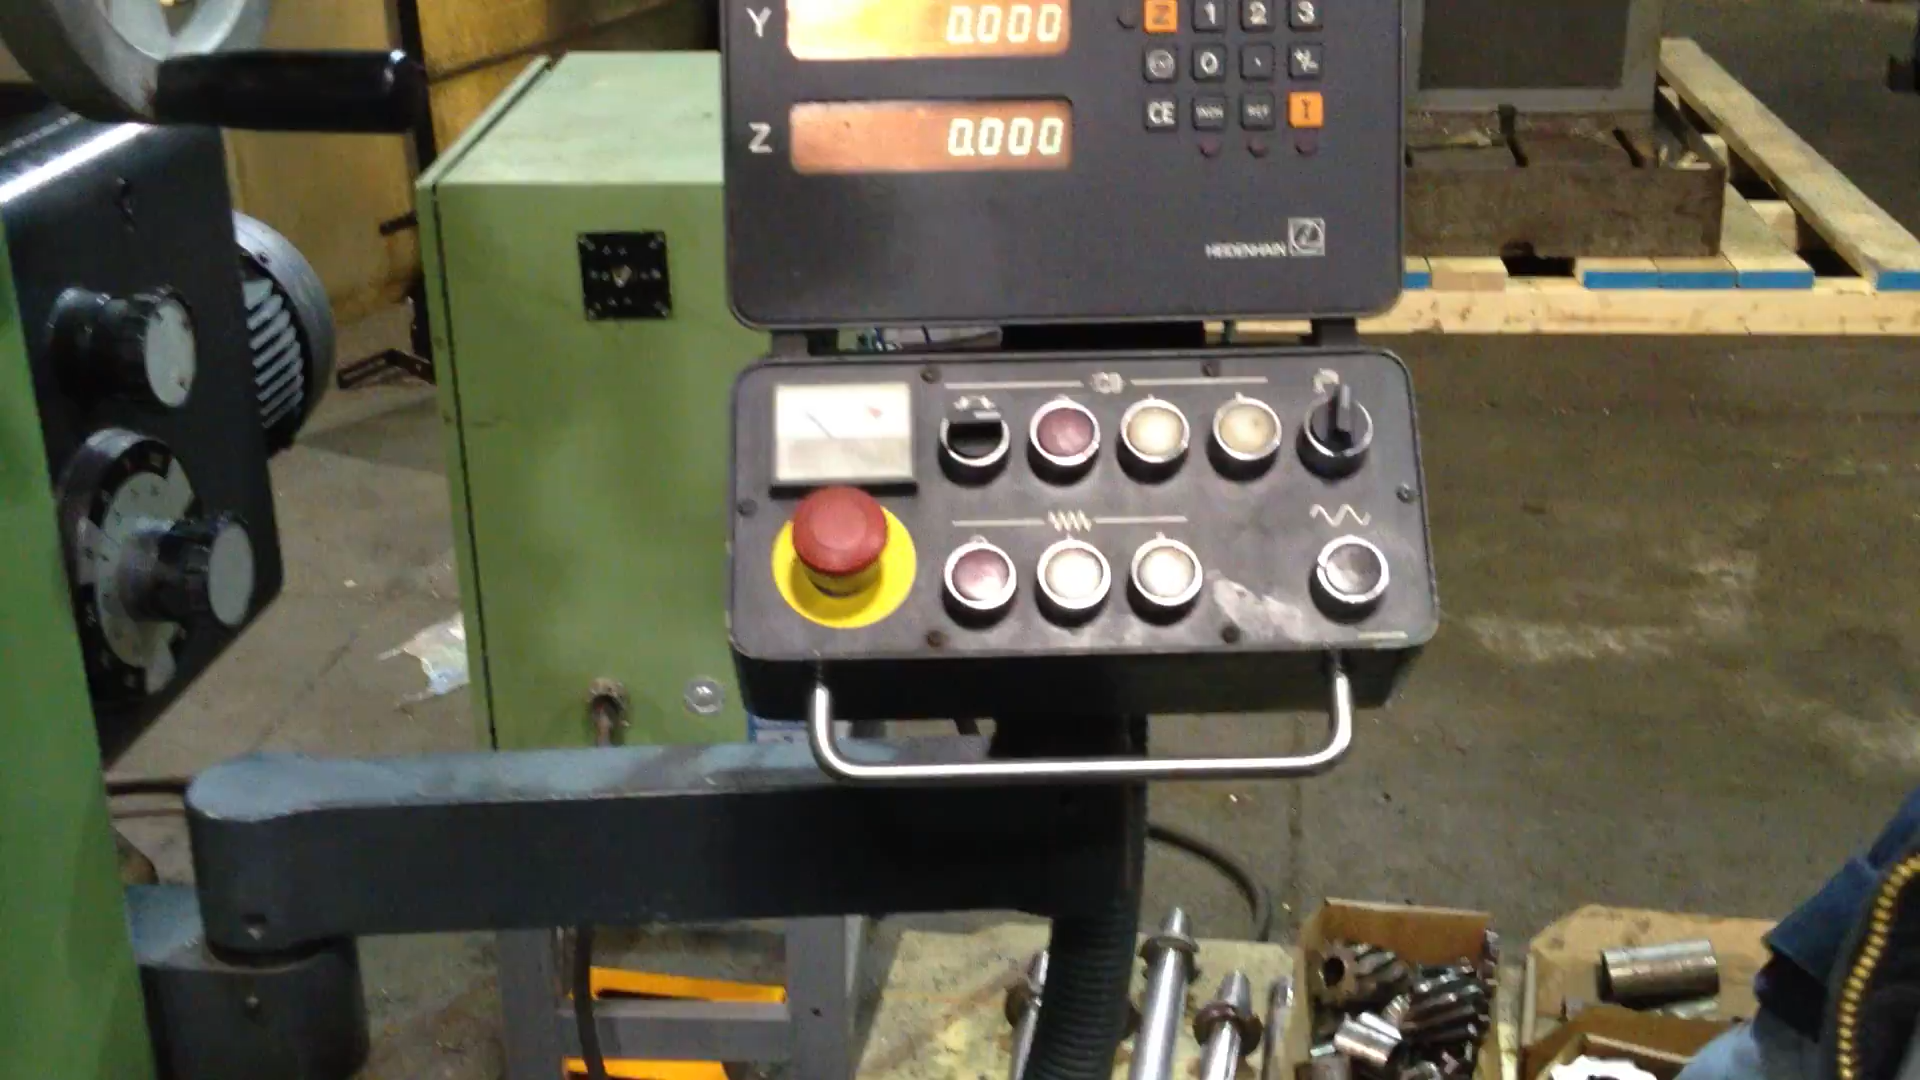 Y 0.000
Z 1 2 3
0 .
Z 0.000
CE INCH REF I
HEIDENHAIN